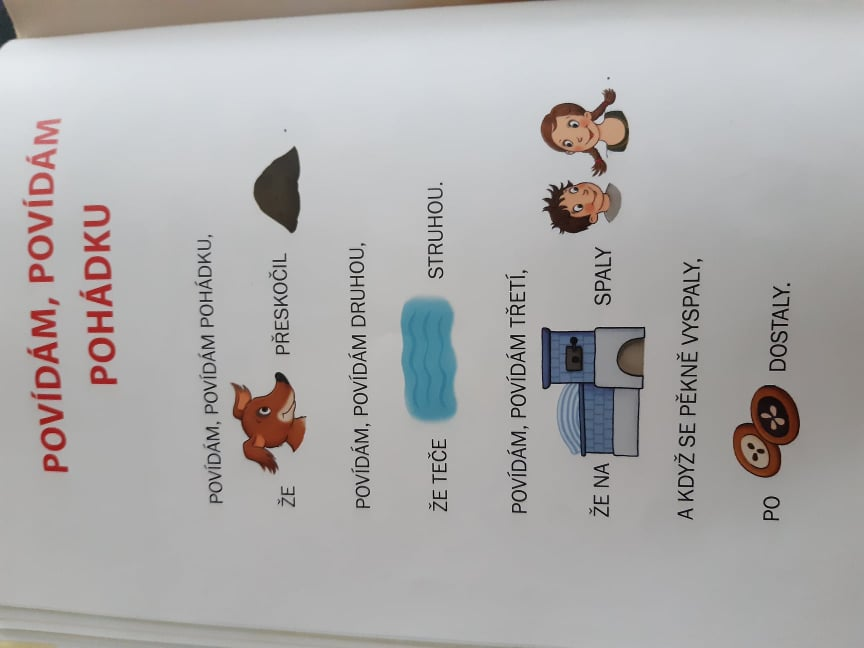 POVÍDÁM, POVÍDÁM
POHÁDKU
POVÍDÁM, POVÍDÁM POHÁDKU,
ŽE PŘESKOČIL .
POVÍDÁM, POVÍDÁM DRUHOU,
ŽE TEČE STRUHOU.
POVÍDÁM, POVÍDÁM TŘETÍ,
ŽE NA SPALY .
A KDYŽ SE PĚKNĚ VYSPALY,
PO DOSTALY.